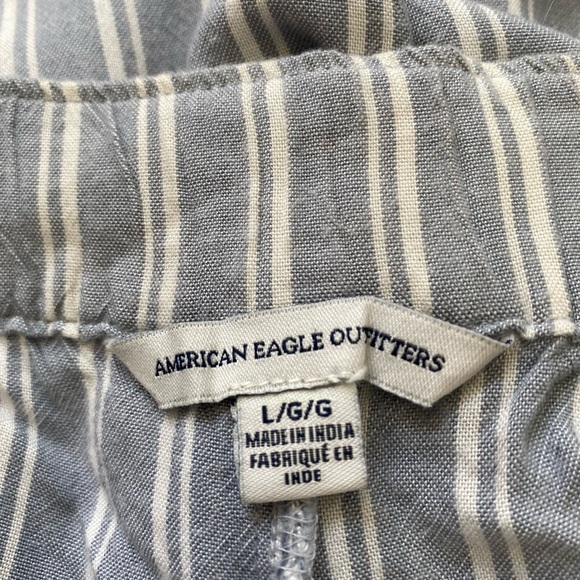 AMERICAN EAGLE OUTFITTERS
L/G/G
MADE IN INDIA
FABRIQUÉ EN
INDE